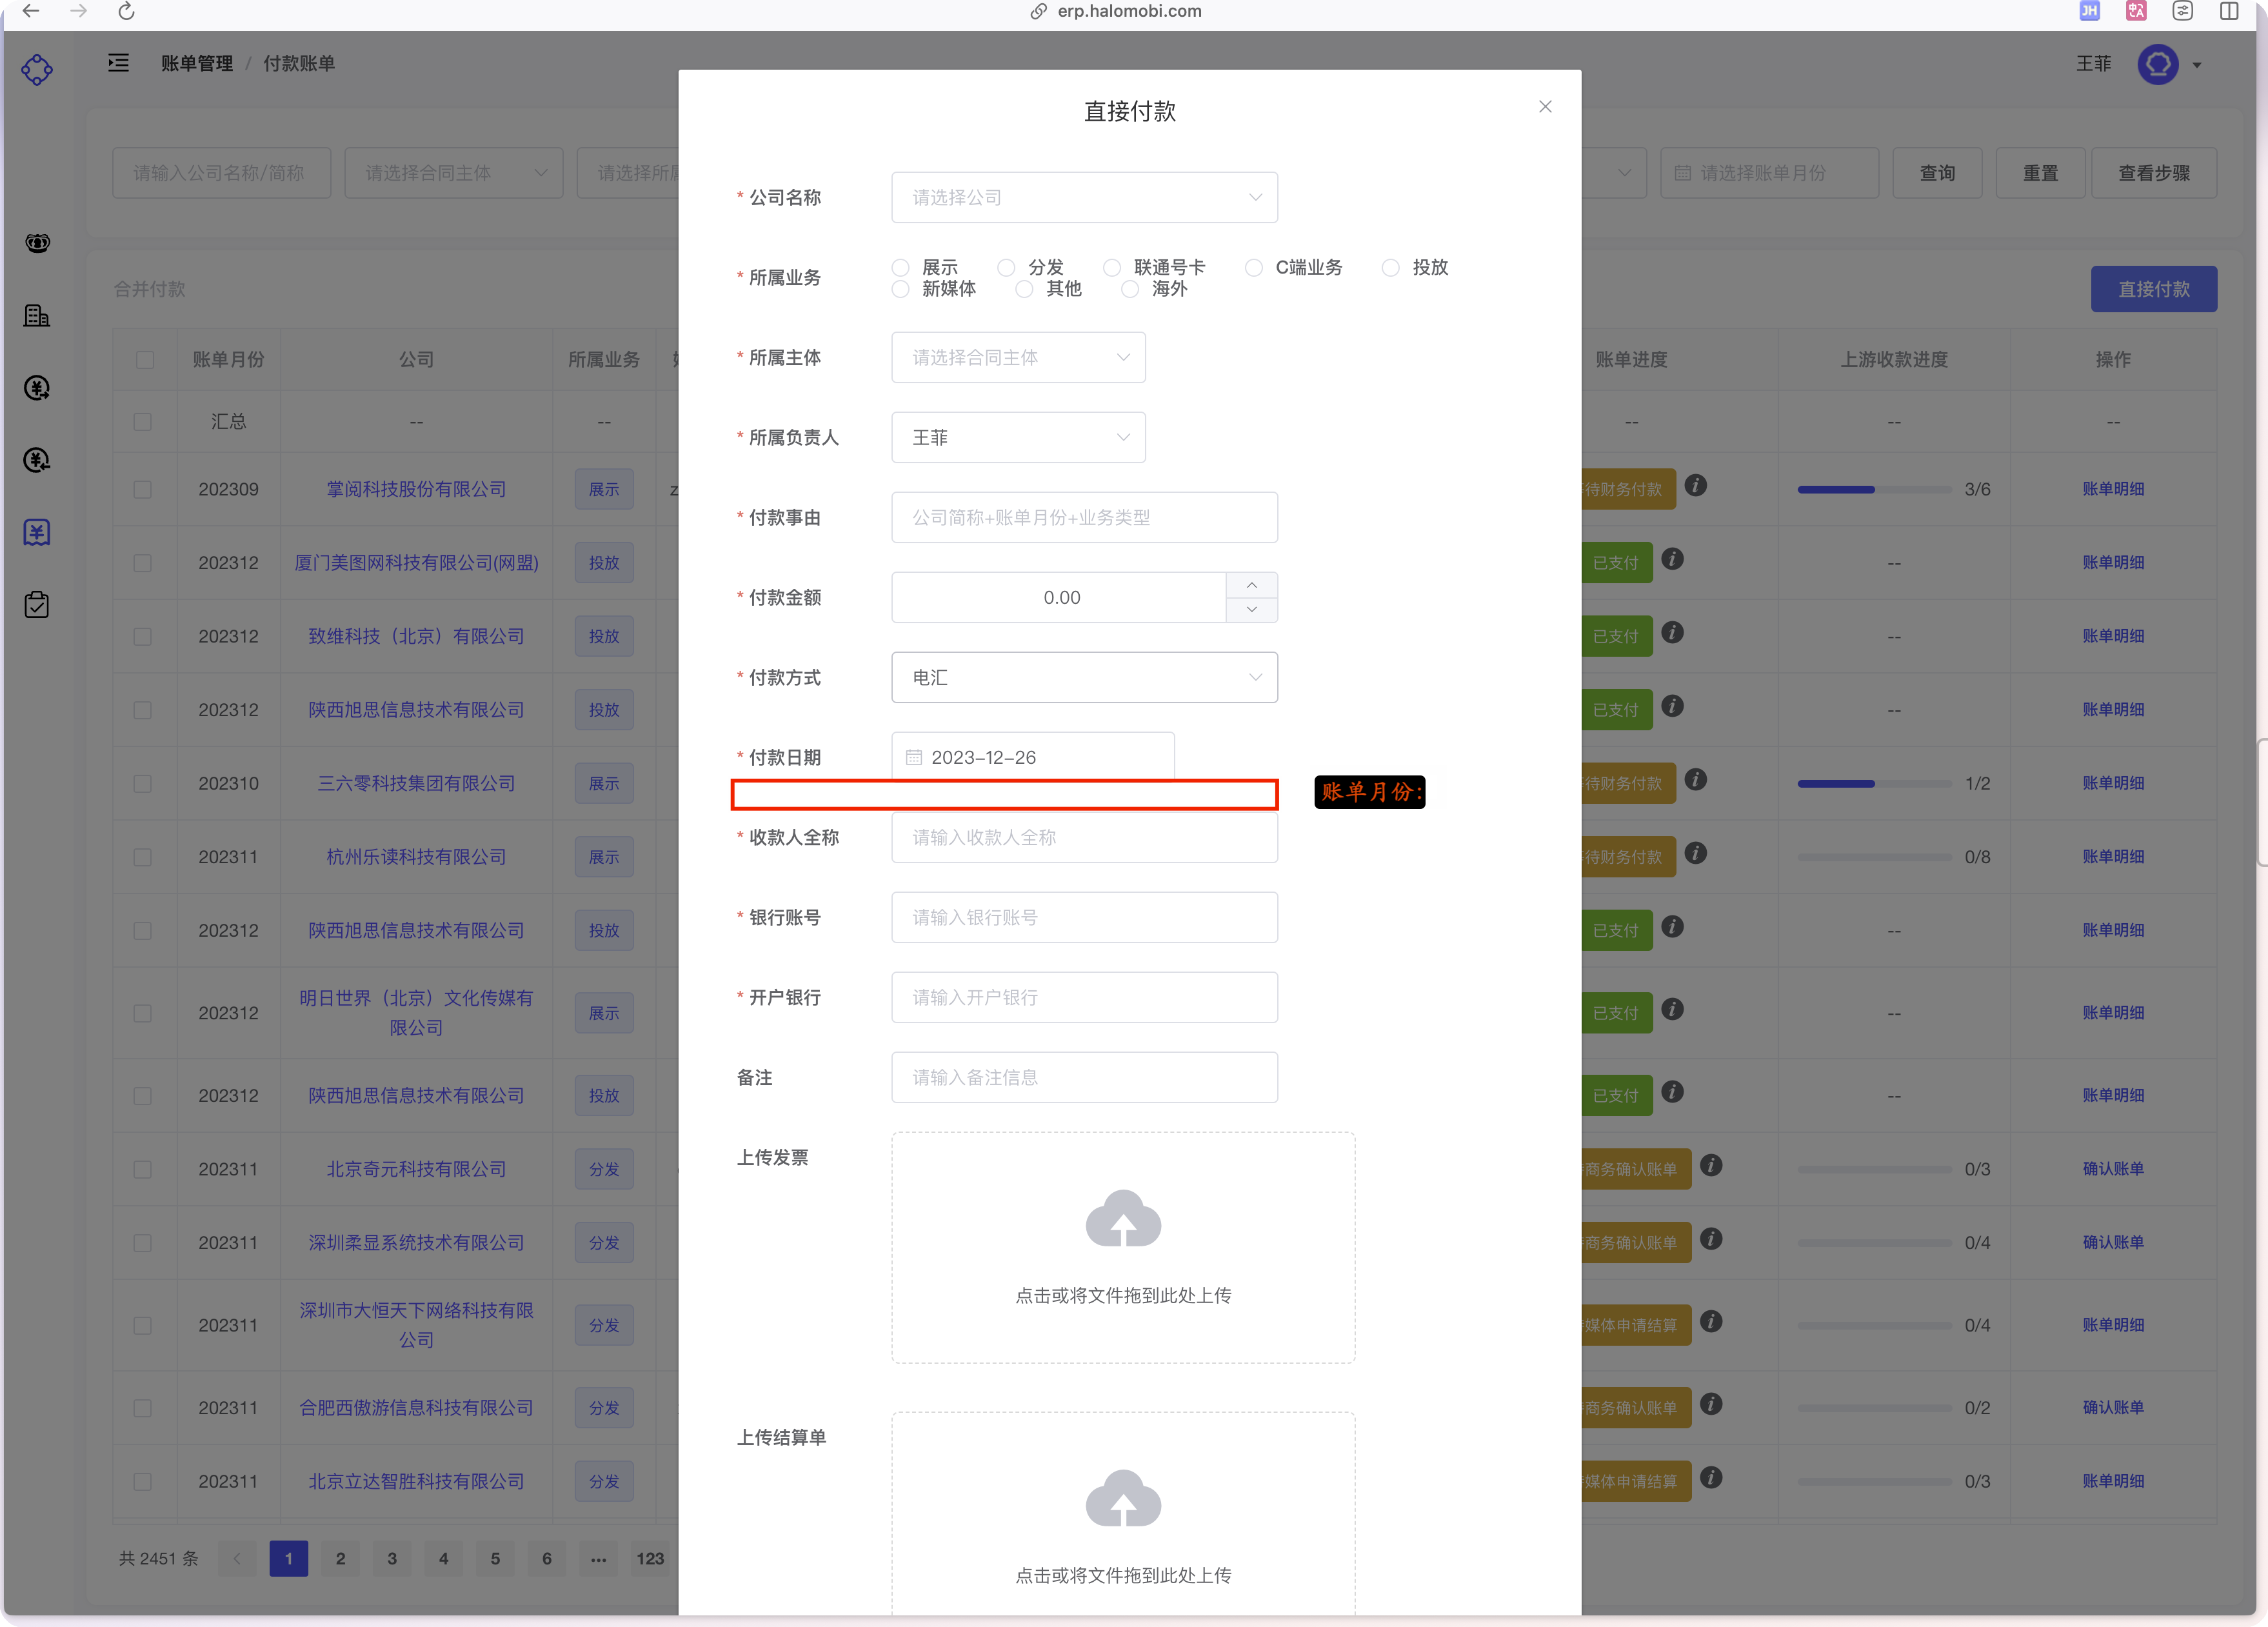 erp.halomobi.com
JH
账单管理 / 付款账单
王菲
请输入公司名称/简称
请选择合同主体
请选择所
请选择账单月份
查询
重置
查看步骤
合并付款
直接付款
账单月份 公司 所属业务 账单进度 上游收款进度 操作
汇总 -- -- -- -- --
202309 掌阅科技股份有限公司 展示 待财务付款 3/6 账单明细
202312 厦门美图网科技有限公司(网盟) 投放 已支付 -- 账单明细
202312 致维科技（北京）有限公司 投放 已支付 -- 账单明细
202312 陕西旭思信息技术有限公司 投放 已支付 -- 账单明细
202310 三六零科技集团有限公司 展示 待财务付款 1/2 账单明细
202311 杭州乐读科技有限公司 展示 待财务付款 0/8 账单明细
202312 陕西旭思信息技术有限公司 投放 已支付 -- 账单明细
202312 明日世界（北京）文化传媒有
限公司 展示 已支付 -- 账单明细
202312 陕西旭思信息技术有限公司 投放 已支付 -- 账单明细
202311 北京奇元科技有限公司 分发 商务确认账单 0/3 确认账单
202311 深圳柔显系统技术有限公司 分发 商务确认账单 0/4 确认账单
202311 深圳市大恒天下网络科技有限
公司 分发 媒体申请结算 0/4 账单明细
202311 合肥西傲游信息科技有限公司 分发 商务确认账单 0/2 确认账单
202311 北京立达智胜科技有限公司 分发 媒体申请结算 0/3 账单明细
共 2451 条 1 2 3 4 5 6 ... 123
直接付款
* 公司名称 请选择公司
* 所属业务 展示 分发 联通号卡 C端业务 投放
新媒体 其他 海外
* 所属主体 请选择合同主体
* 所属负责人 王菲
* 付款事由 公司简称+账单月份+业务类型
* 付款金额 0.00
* 付款方式 电汇
* 付款日期 2023-12-26
账单月份:
* 收款人全称 请输入收款人全称
* 银行账号 请输入银行账号
* 开户银行 请输入开户银行
备注 请输入备注信息
上传发票
点击或将文件拖到此处上传
上传结算单
点击或将文件拖到此处上传